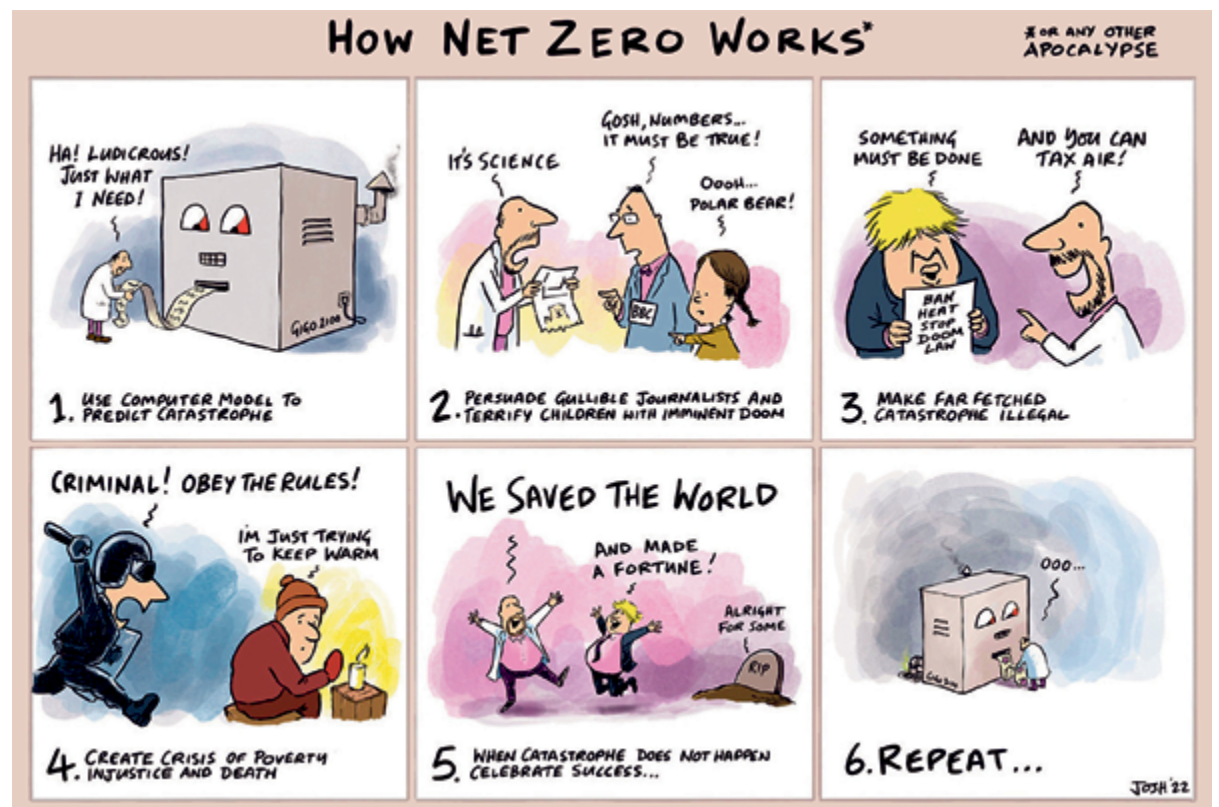 HOW NET ZERO WORKS*
*OR ANY OTHER
APOCALYPSE
HA! LUDICROUS!
JUST WHAT
I NEED!
GIGO 2100
1. USE COMPUTER MODEL TO
PREDICT CATASTROPHE
IT'S SCIENCE
GOSH, NUMBERS...
IT MUST BE TRUE!
OOOH...
POLAR BEAR!
BBC
2. PERSUADE GULLIBLE JOURNALISTS AND
TERRIFY CHILDREN WITH IMMINENT DOOM
SOMETHING
MUST BE DONE
AND YOU CAN
TAX AIR!
BAN
HEAT
STOP
DOOM
LAW
3. MAKE FAR FETCHED
CATASTROPHE ILLEGAL
CRIMINAL! OBEY THE RULES!
I'M JUST TRYING
TO KEEP WARM
4. CREATE CRISIS OF POVERTY
INJUSTICE AND DEATH
WE SAVED THE WORLD
AND MADE
A FORTUNE!
ALRIGHT
FOR SOME
RIP
5. WHEN CATASTROPHE DOES NOT HAPPEN
CELEBRATE SUCCESS...
OOO...
GIGO 2100
6. REPEAT...
JOSH '22